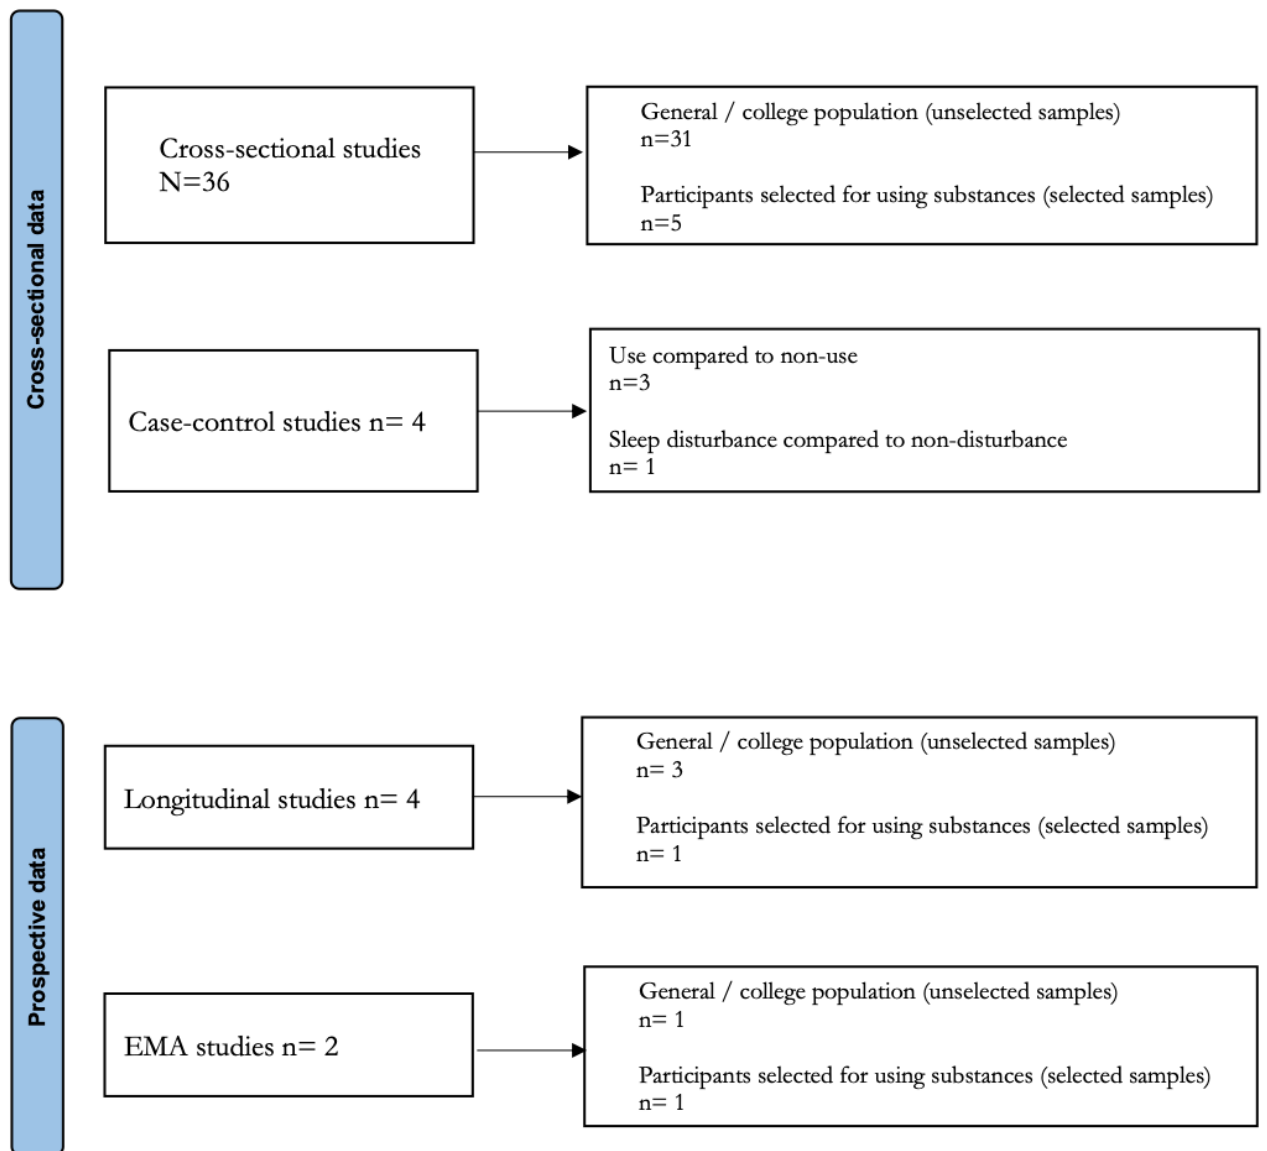 Cross-sectional data
Cross-sectional studies
N=36
General / college population (unselected samples)
n=31
Participants selected for using substances (selected samples)
n=5
Case-control studies n= 4
Use compared to non-use
n=3
Sleep disturbance compared to non-disturbance
n= 1
Prospective data
Longitudinal studies n= 4
General / college population (unselected samples)
n= 3
Participants selected for using substances (selected samples)
n= 1
EMA studies n= 2
General / college population (unselected samples)
n= 1
Participants selected for using substances (selected samples)
n= 1